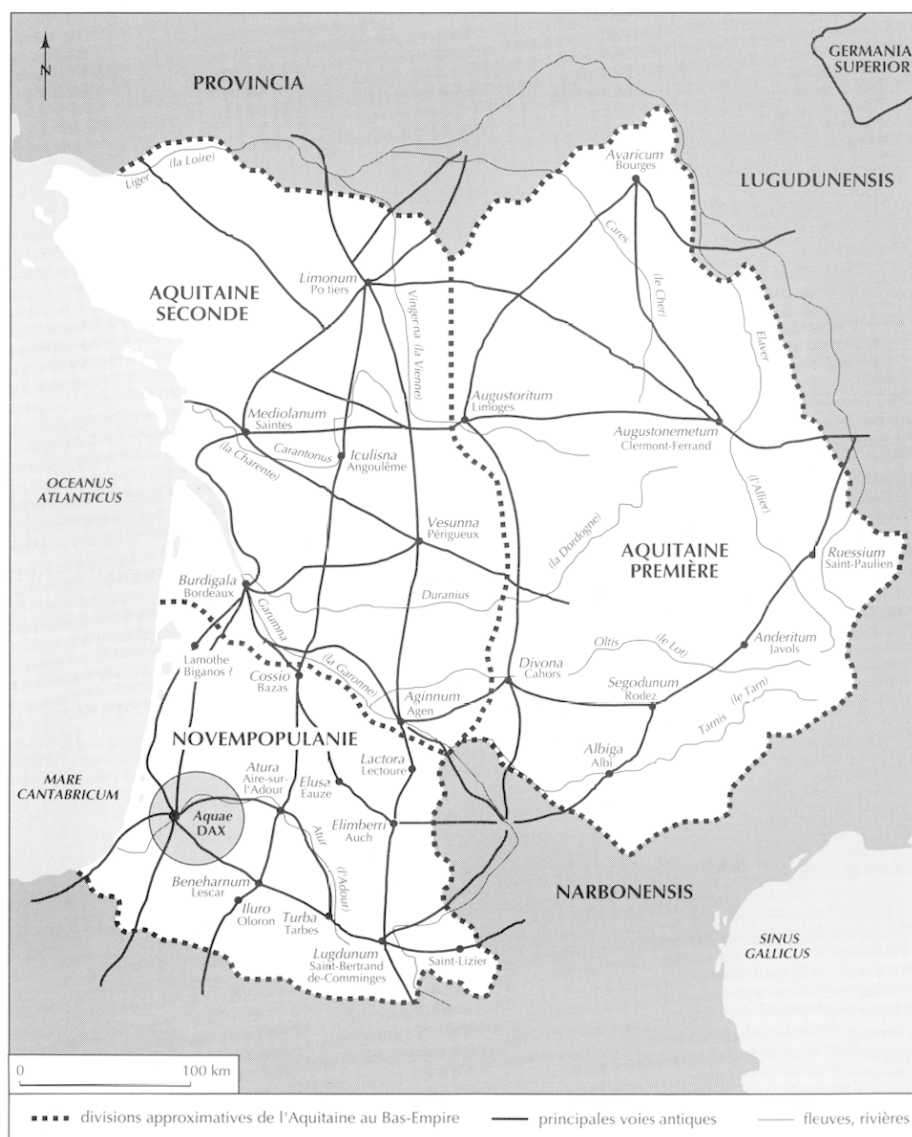 N
PROVINCIA
GERMANIA
SUPERIOR
Liger
(la Loire)
Avaricum
Bourges
LUGUDUNENSIS
Caros
(le Cher)
Limonum
Poitiers
AQUITAINE
SECONDE
Vingenna (la Vienne)
Elaver
Augustoritum
Limoges
Mediolanum
Saintes
Augustonemetum
Clermont-Ferrand
Carantonus
(la Charente)
Iculisna
Angoulême
OCEANUS
ATLANTICUS
(l'Allier)
Vesunna
Périgueux
(la Dordogne)
AQUITAINE
PREMIÈRE
Ruessium
Saint-Paulien
Burdigala
Bordeaux
Duranius
Garumna
(la Garonne)
Oltis
(le Lot)
Anderitum
Javols
Lamothe
Biganos ?
Cossio
Bazas
Divona
Cahors
Segodunum
Rodez
Aginnum
Agen
Tarnis (le Tarn)
NOVEMPOPULANIE
Lactora
Lectoure
Albiga
Albi
MARE
CANTABRICUM
Atura
Aire-sur-
l'Adour
Elusa
Eauze
Aquae
DAX
Elimberri
Auch
Atur
(l'Adour)
Beneharnum
Lescar
NARBONENSIS
Iluro
Oloron
Turba
Tarbes
Lugdunum
Saint-Bertrand
de-Comminges
Saint-Lizier
SINUS
GALLICUS
0 100 km
divisions approximatives de l'Aquitaine au Bas-Empire principales voies antiques fleuves, rivières